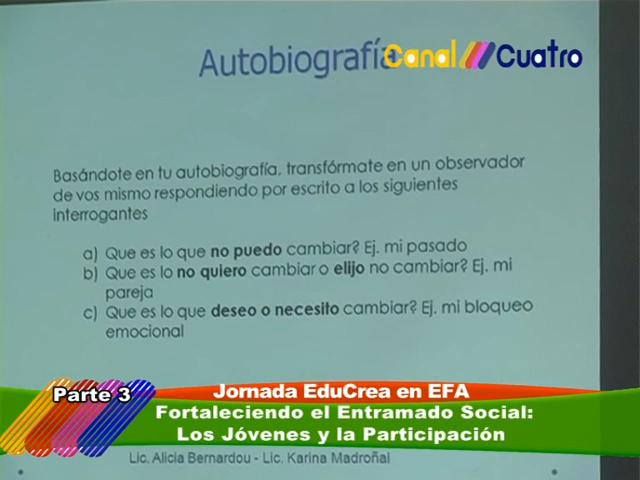 Autobiografía
Canal Cuatro
Basándote en tu autobiografía, transfórmate en un observador
de vos mismo respondiendo por escrito a los siguientes
interrogantes
a) Que es lo que no puedo cambiar? Ej. mi pasado
b) Que es lo no quiero cambiar o elijo no cambiar? Ej. mi
pareja
c) Que es lo que deseo o necesito cambiar? Ej. mi bloqueo
emocional
Parte 3
Jornada EduCrea en EFA
Fortaleciendo el Entramado Social:
Los Jóvenes y la Participación
Lic. Alicia Bernardou - Lic. Karina Madroñal